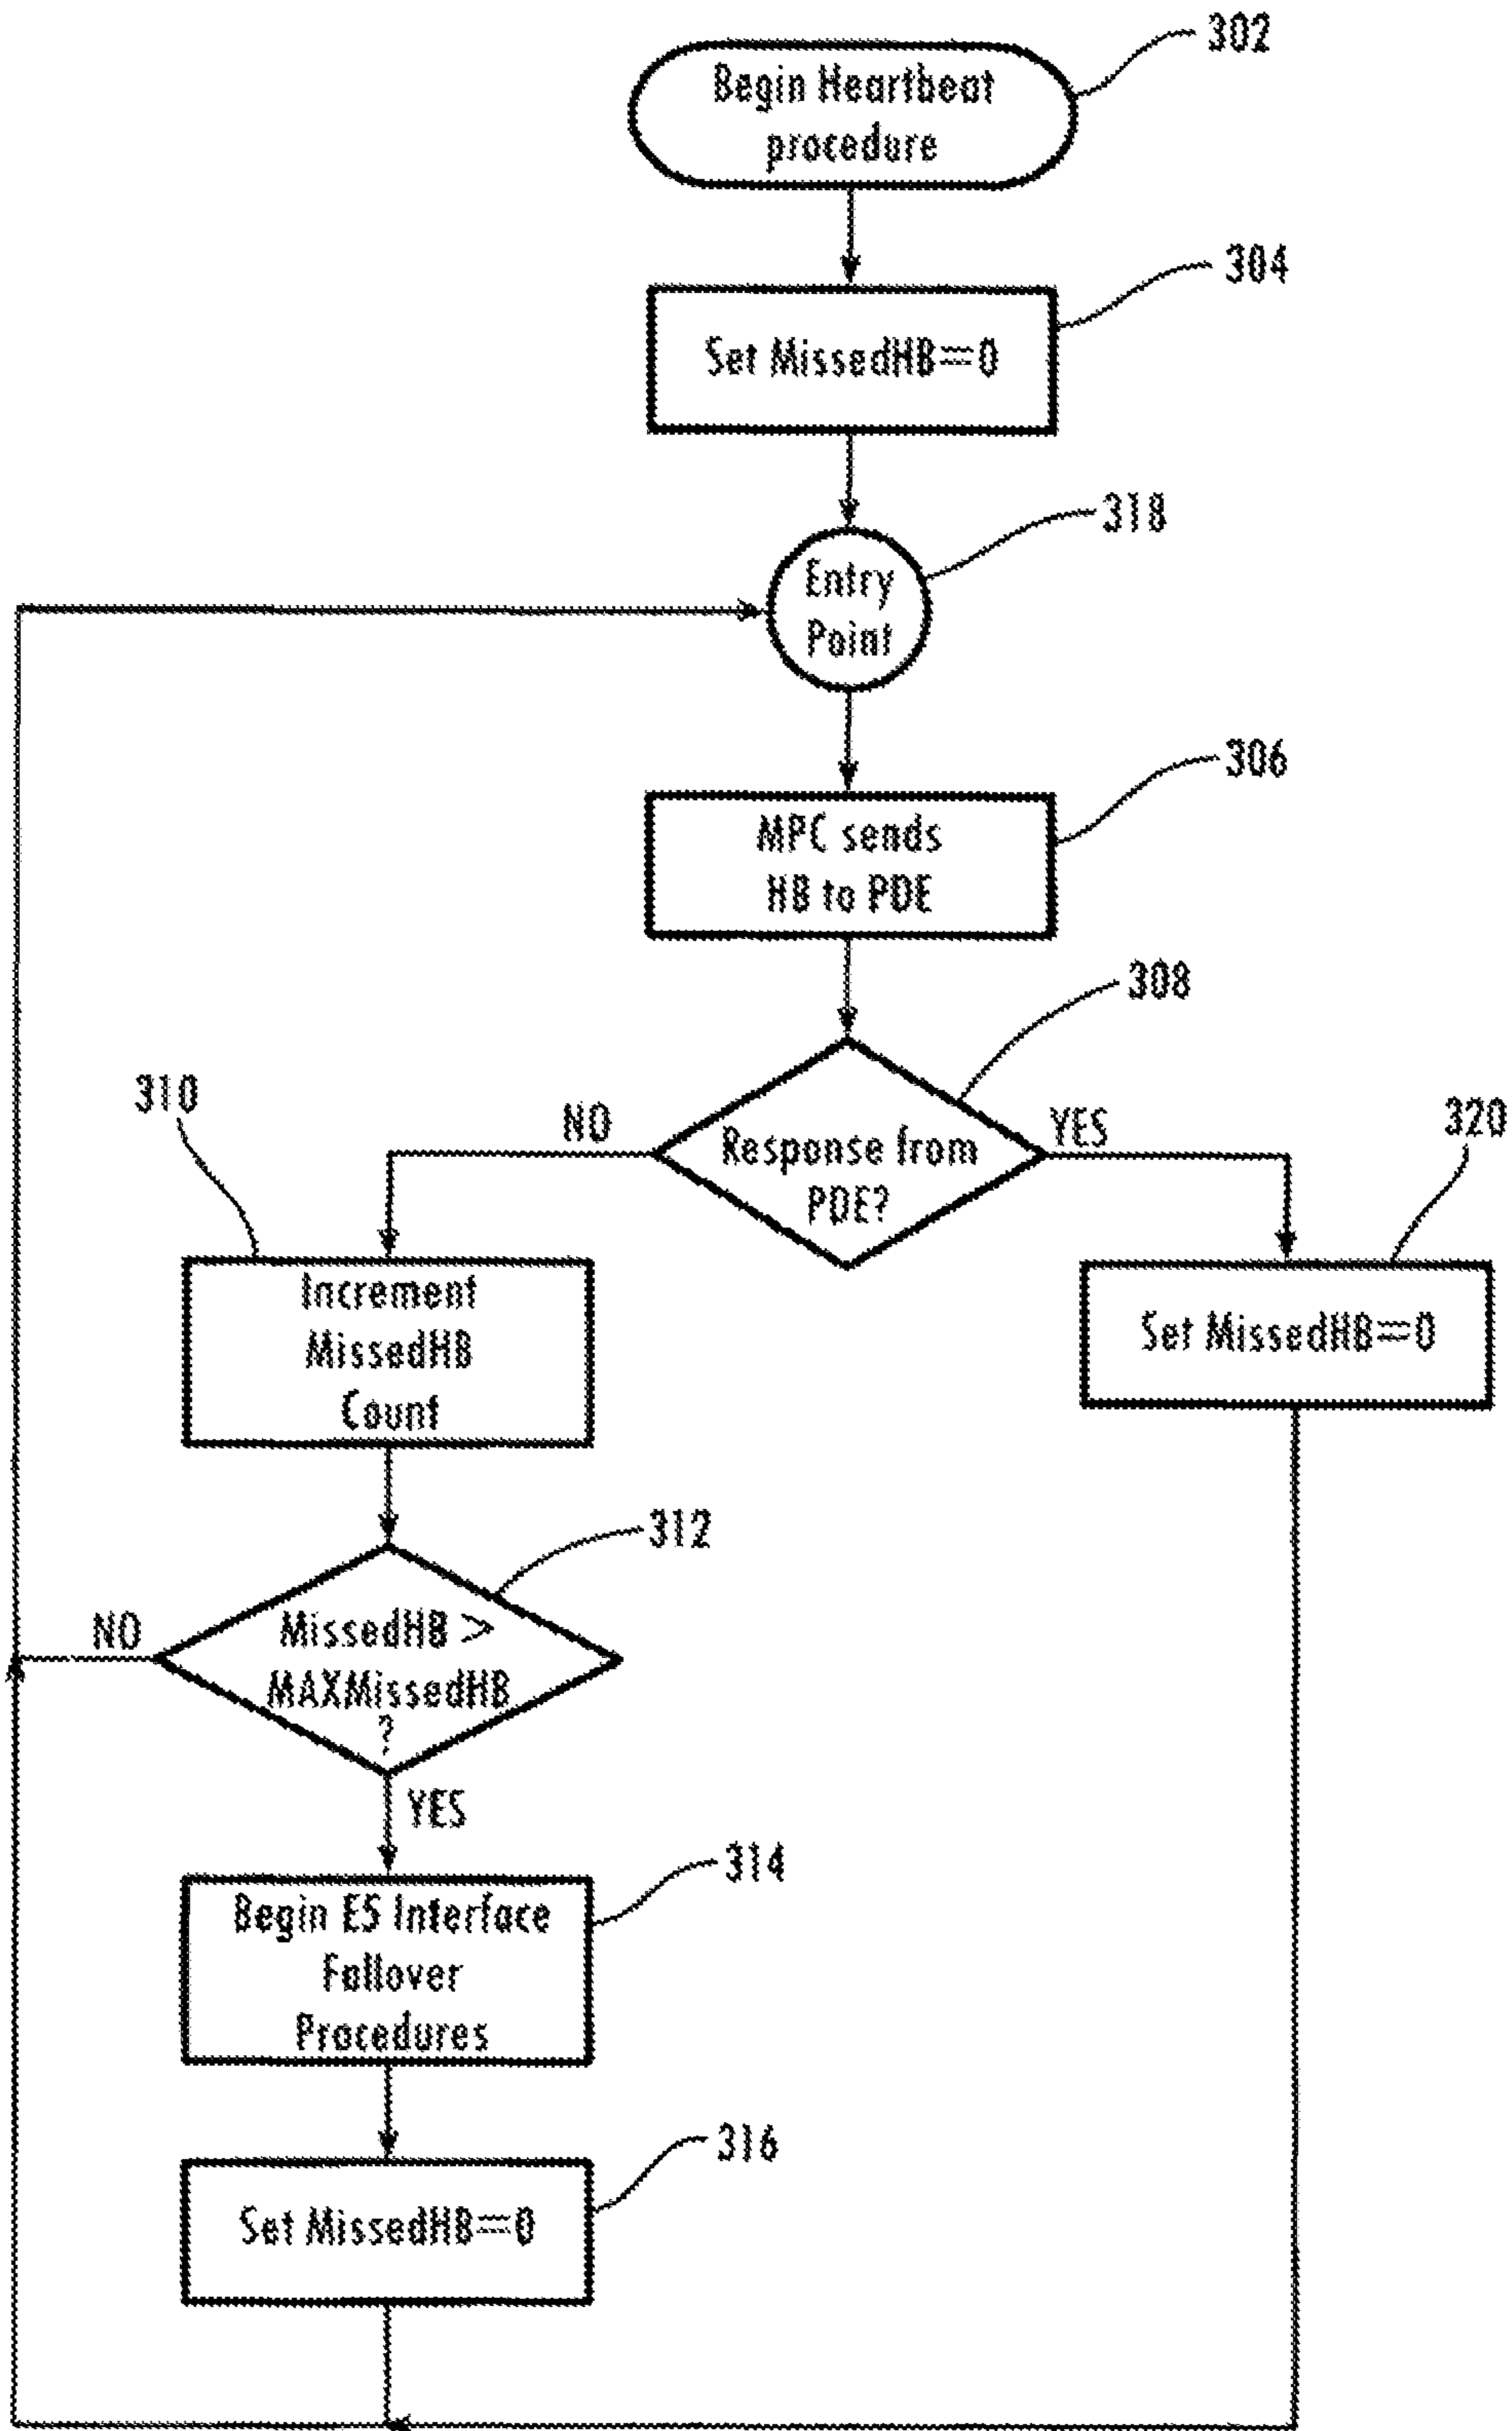 302
Begin Heartbeat
procedure
304
Set MissedHB=0
318
Entry
Point
306
MPC sends
HB to PDE
308
310
NO
YES
320
Response from
PDE?
Increment
MissedHB
Count
Set MissedHB=0
312
NO
MissedHB >
MAXMissedHB
?
YES
314
Begin E5 Interface
Failover
Procedures
316
Set MissedHB=0